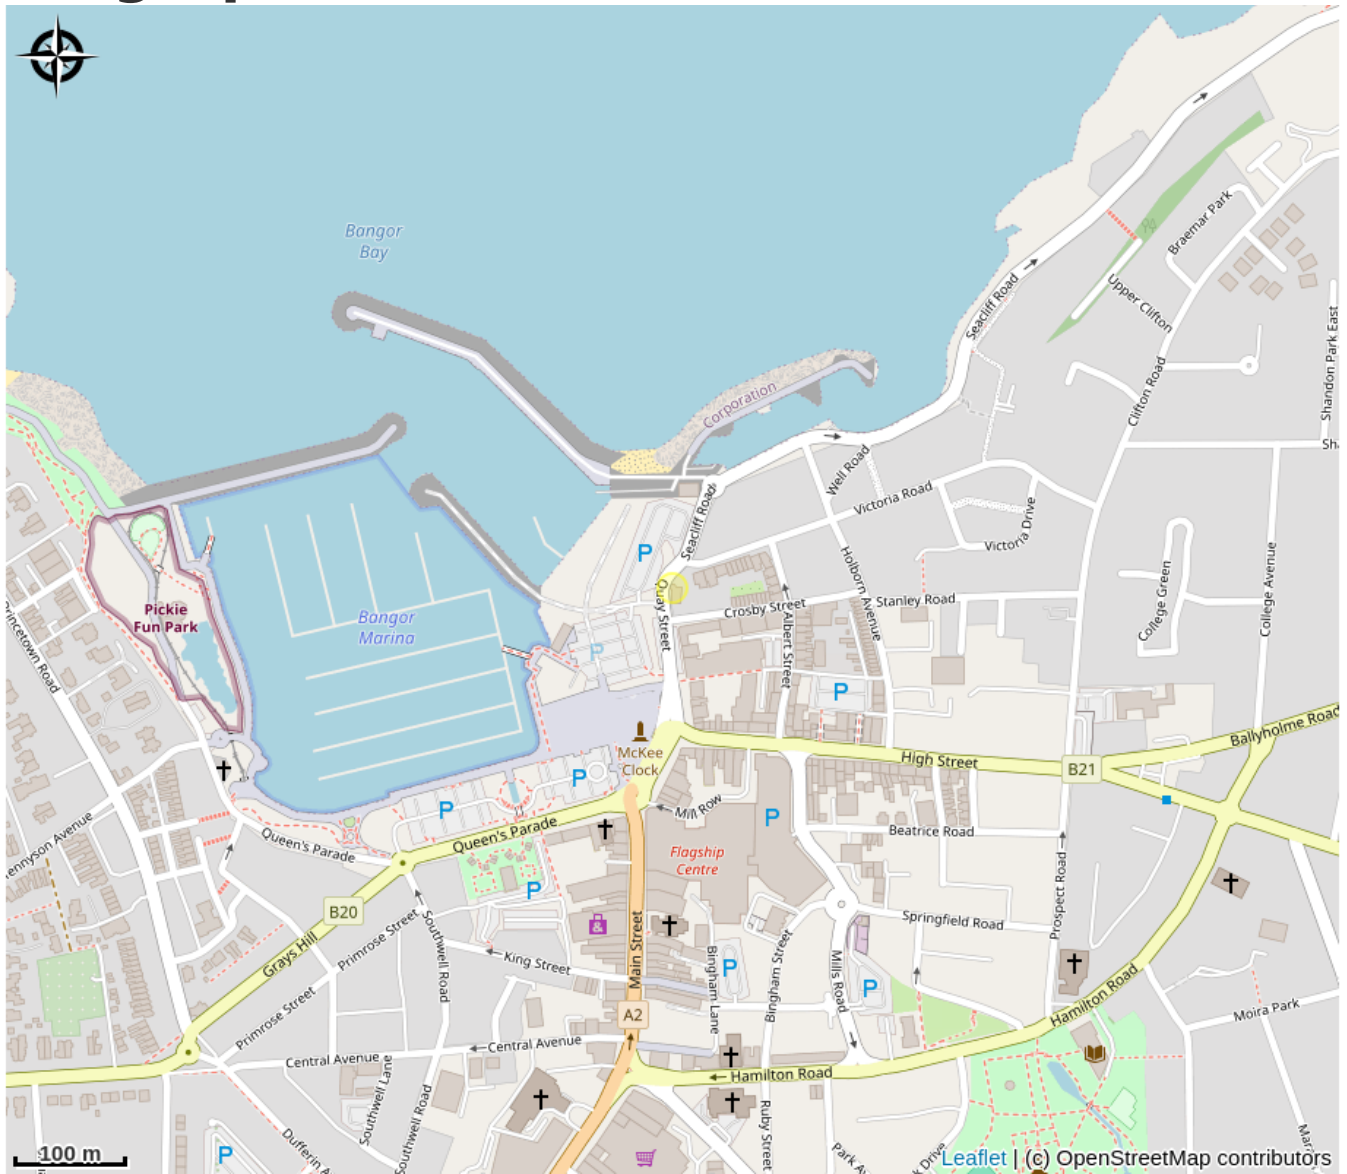 Bangor
Bay
Corporation
Seacliff Road
Braemar Park
Upper Clifton
Clifton Road
Shandon Park East
Well Road
Victoria Road
Victoria Drive
Seacliff Road
P
Quay Street
Crosby Street
Albert Street
Holborn Avenue
Stanley Road
College Green
College Avenue
Pickie
Fun Park
Bangor
Marina
Princetown Road
P
P
McKee
Clock
High Street
B21
Ballyholme Road
P
P
Queen's Parade
Mill Row
P
Beatrice Road
Queen's Parade
Flagship
Centre
P
B20
Grays Hill
Primrose Street
Southwell Road
King Street
Main Street
Springfield Road
Prospect Road
Bingham Lane
P
Bingham Street
Mills Road
P
Hamilton Road
Moira Park
Primrose Street
A2
Central Avenue
Central Avenue
Hamilton Road
Southwell Lane
Southwell Road
Ruby Street
P
100 m
Leaflet | (c) OpenStreetMap contributors